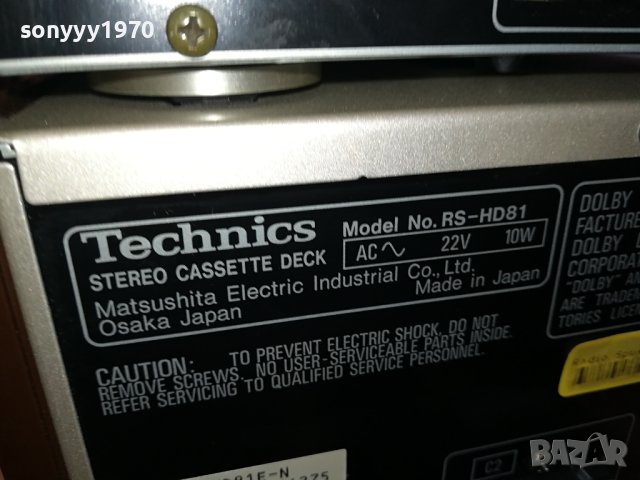 sonyyy1970
Technics
STEREO CASSETTE DECK
Model No. RS-HD81
AC 22V 10W
Matsushita Electric Industrial Co., Ltd.
Osaka Japan
Made in Japan
CAUTION: TO PREVENT ELECTRIC SHOCK, DO NOT
REMOVE SCREWS. NO USER-SERVICEABLE PARTS INSIDE.
REFER SERVICING TO QUALIFIED SERVICE PERSONNEL.
DOLBY
FACTURE
DOLBY
CORPORAT
"DOLBY" AN
ARE TRADE
TORIES LICE
C2
BAZAR